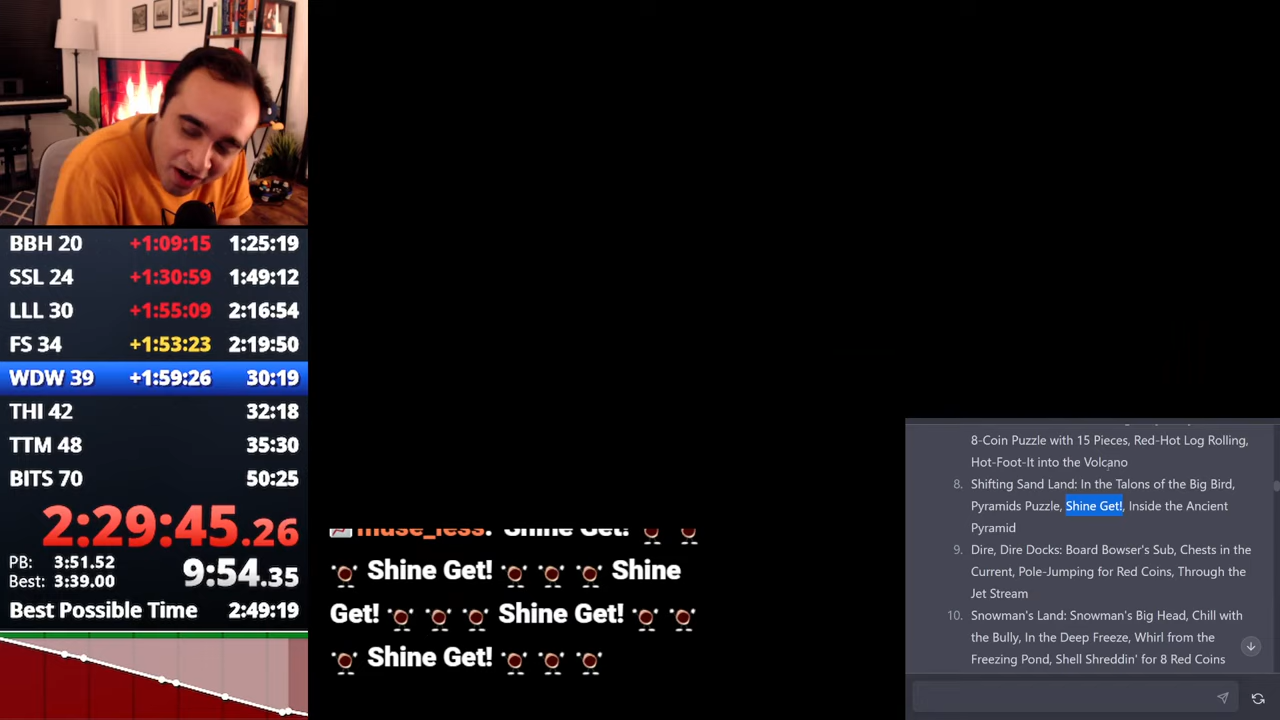 BBH 20 +1:09:15 1:25:19
SSL 24 +1:30:59 1:49:12
LLL 30 +1:55:09 2:16:54
FS 34 +1:53:23 2:19:50
WDW 39 +1:59:26 30:19
THI 42 32:18
TTM 48 35:30
BITS 70 50:25
2:29:45.26
PB: 3:51.52
Best: 3:39.00
9:54.35
Best Possible Time 2:49:19
muse_less: Shine Get!
Shine Get! Shine
Get! Shine Get!
Shine Get!
8-Coin Puzzle with 15 Pieces, Red-Hot Log Rolling,
Hot-Foot-It into the Volcano
8. Shifting Sand Land: In the Talons of the Big Bird,
Pyramids Puzzle, Shine Get!, Inside the Ancient
Pyramid
9. Dire, Dire Docks: Board Bowser's Sub, Chests in the
Current, Pole-Jumping for Red Coins, Through the
Jet Stream
10. Snowman's Land: Snowman's Big Head, Chill with
the Bully, In the Deep Freeze, Whirl from the
Freezing Pond, Shell Shreddin' for 8 Red Coins